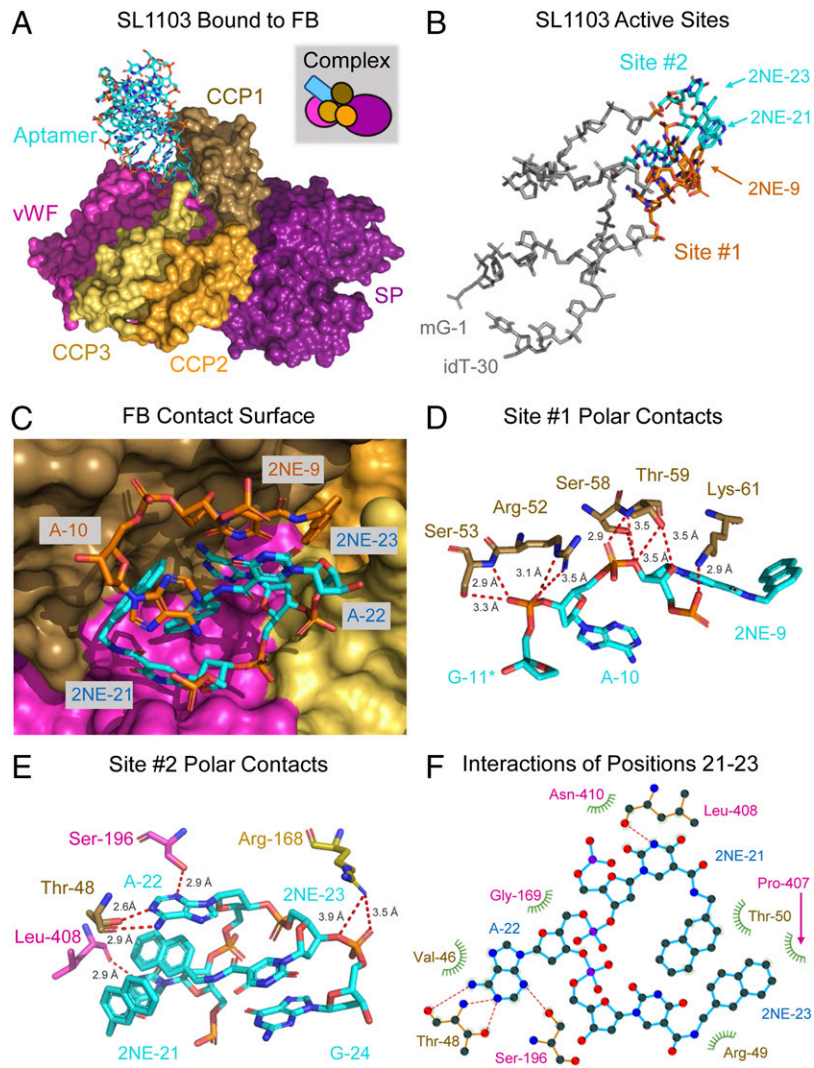 A
SL1103 Bound to FB
Complex
CCP1
Aptamer
vWF
SP
CCP3
CCP2
B
SL1103 Active Sites
Site #2
2NE-23
2NE-21
2NE-9
Site #1
mG-1
idT-30
C
FB Contact Surface
2NE-9
A-10
2NE-23
A-22
2NE-21
D
Site #1 Polar Contacts
Ser-58
Thr-59
Arg-52
Lys-61
Ser-53
2.9
3.5
3.5 Å
3.1 Å
3.5 Å
3.5 Å
2.9 Å
2.9 Å
3.3 Å
2NE-9
G-11*
A-10
E
Site #2 Polar Contacts
Ser-196
Arg-168
A-22
2NE-23
Thr-48
2.9 Å
2.6Å
3.9 Å
3.5 Å
Leu-408
2.9 Å
2.9 Å
2NE-21
G-24
F
Interactions of Positions 21-23
Asn-410
Leu-408
2NE-21
Pro-407
Gly-169
Thr-50
A-22
Val-46
2NE-23
Thr-48
Ser-196
Arg-49